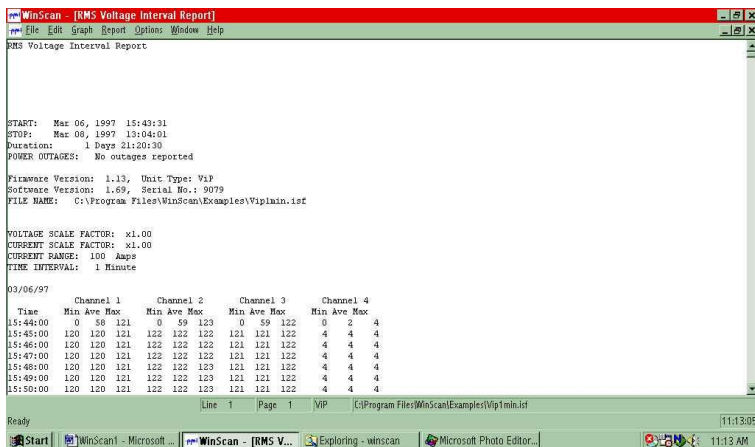 WinScan - [RMS Voltage Interval Report]
File Edit Graph Report Options Window Help
RMS Voltage Interval Report
START: Mar 06, 1997 15:43:31
STOP: Mar 08, 1997 13:04:01
Duration: 1 Days 21:20:30
POWER OUTAGES: No outages reported
Firmware Version: 1.13, Unit Type: ViP
Software Version: 1.69, Serial No.: 9079
FILE NAME: C:\Program Files\WinScan\Examples\Vip1min.isf
VOLTAGE SCALE FACTOR: x1.00
CURRENT SCALE FACTOR: x1.00
CURRENT RANGE: 100 Amps
TIME INTERVAL: 1 Minute
03/06/97
Channel 1 Channel 2 Channel 3 Channel 4
Time Min Ave Max Min Ave Max Min Ave Max Min Ave Max
15:44:00 0 58 121 0 59 123 0 59 122 0 2 4
15:45:00 120 120 121 122 122 122 121 121 122 4 4 4
15:46:00 120 120 121 122 122 122 121 121 122 4 4 4
15:47:00 120 120 121 122 122 122 121 121 122 4 4 4
15:48:00 120 120 121 122 122 123 121 121 122 4 4 4
15:49:00 120 120 121 122 122 123 121 121 122 4 4 4
15:50:00 120 120 121 122 122 123 121 121 122 4 4 4
Line 1 Page 1 ViP C:\Program Files\WinScan\Examples\Vip1min.isf
Ready 11:13:05
Start WinScan1 - Microsoft ... WinScan - [RMS V... Exploring - winscan Microsoft Photo Editor... 11:13 AM